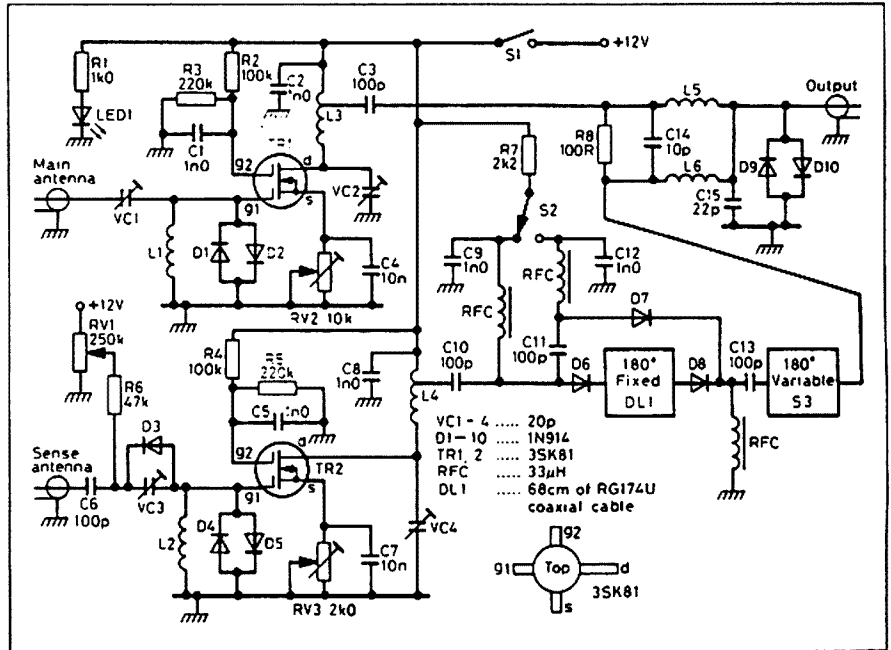 R1
1k0
LED1
R3
220k
R2
100k
C1
1n0
C2
1n0
L3
C3
100p
S1
+12V
TR1
g2
d
g1
s
VC2
Main
antenna
VC1
L1
D1
D2
C4
10n
RV2 10k
R7
2k2
S2
C9
1n0
RFC
RFC
C12
1n0
R8
100R
C14
10p
L5
L6
C15
22p
D9
D10
Output
+12V
RV1
250k
R6
47k
D3
Sense
antenna
C6
100p
VC3
L2
R4
100k
R5
220k
C5
1n0
C8
1n0
L4
g2
d
g1
s
TR2
D4
D5
C7
10n
RV3 2k0
VC4
C10
100p
C11
100p
D7
D6
180°
Fixed
DL1
D8
C13
100p
180°
Variable
S3
RFC
VC1-4 ..... 20p
D1-10 ..... 1N914
TR1, 2 ..... 3SK81
RFC ..... 33µH
DL1 ..... 68cm of RG174U
coaxial cable
g2
g1
Top
d
s
3SK81